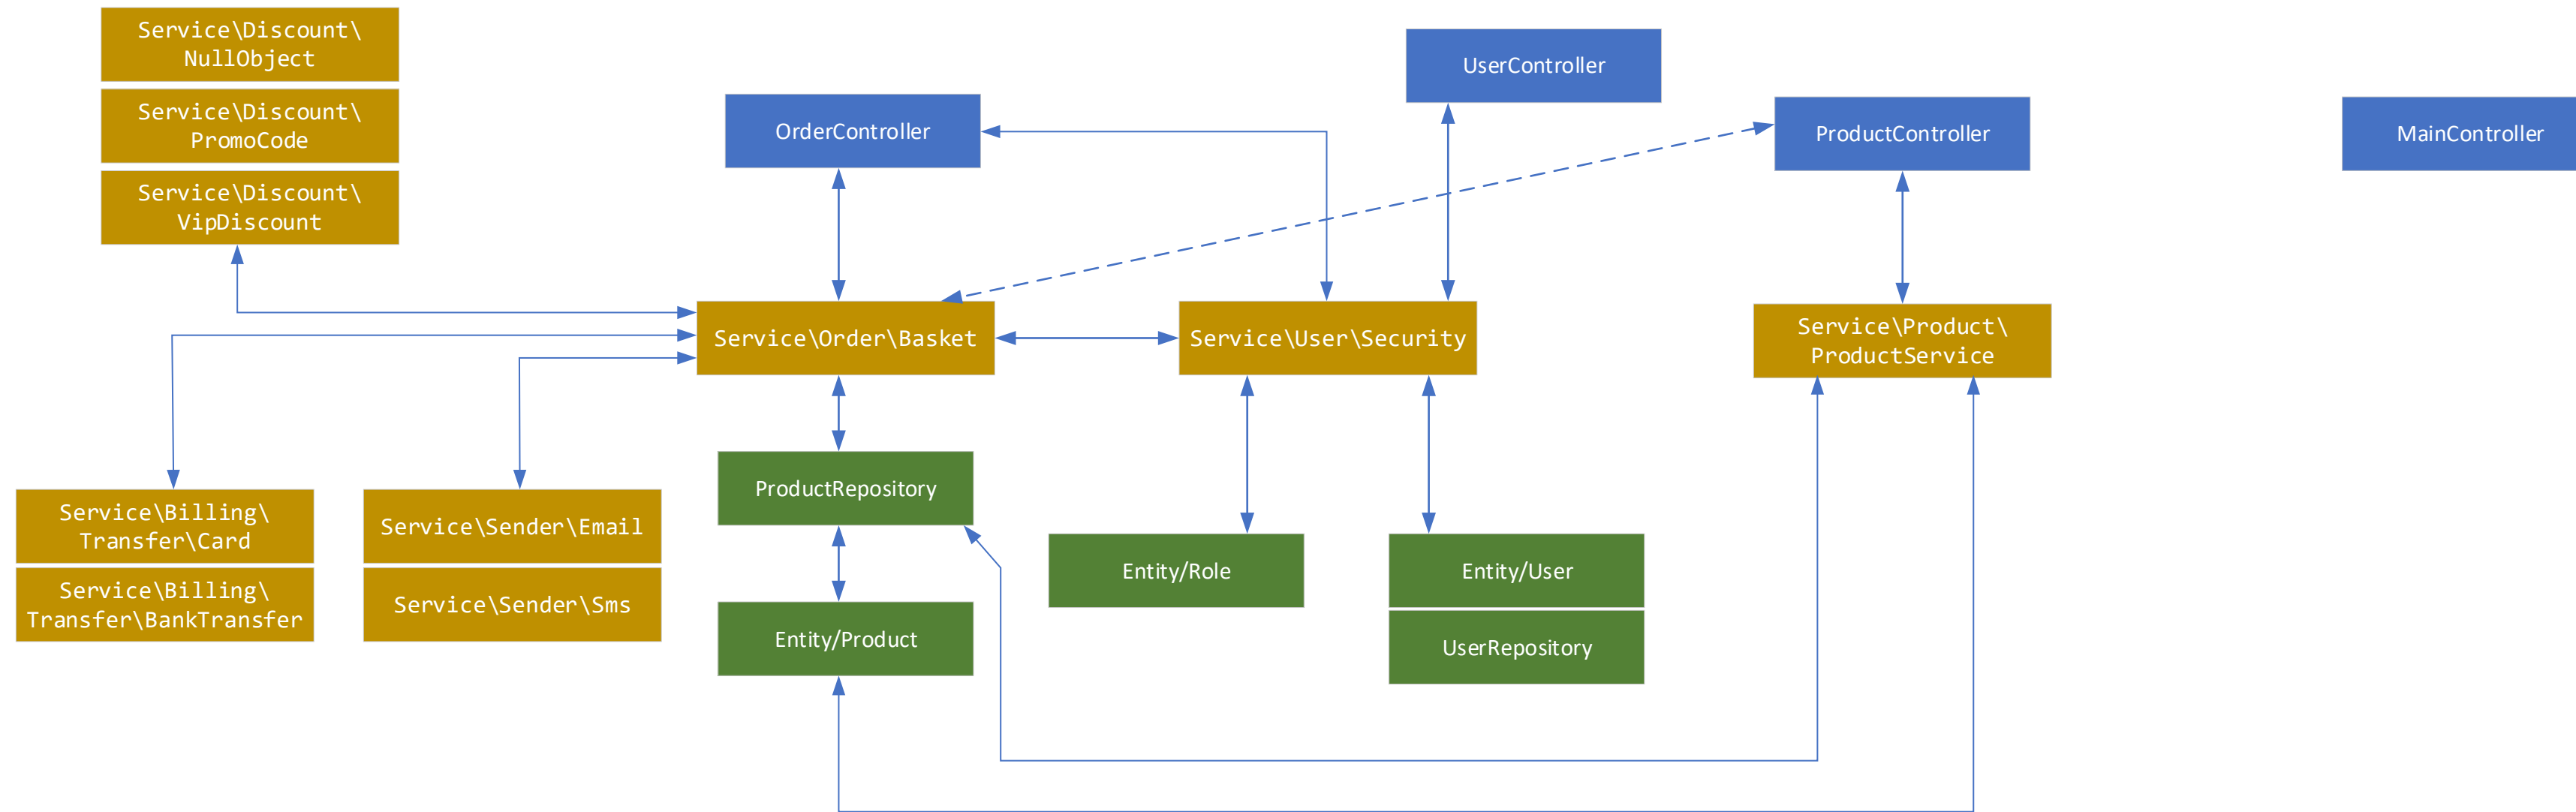 Service\Discount\
NullObject
Service\Discount\
PromoCode
Service\Discount\
VipDiscount
OrderController
UserController
ProductController
MainController
Service\Order\Basket
Service\User\Security
Service\Product\
ProductService
Service\Billing\
Transfer\Card
Service\Billing\
Transfer\BankTransfer
Service\Sender\Email
Service\Sender\Sms
ProductRepository
Entity/Product
Entity/Role
Entity/User
UserRepository